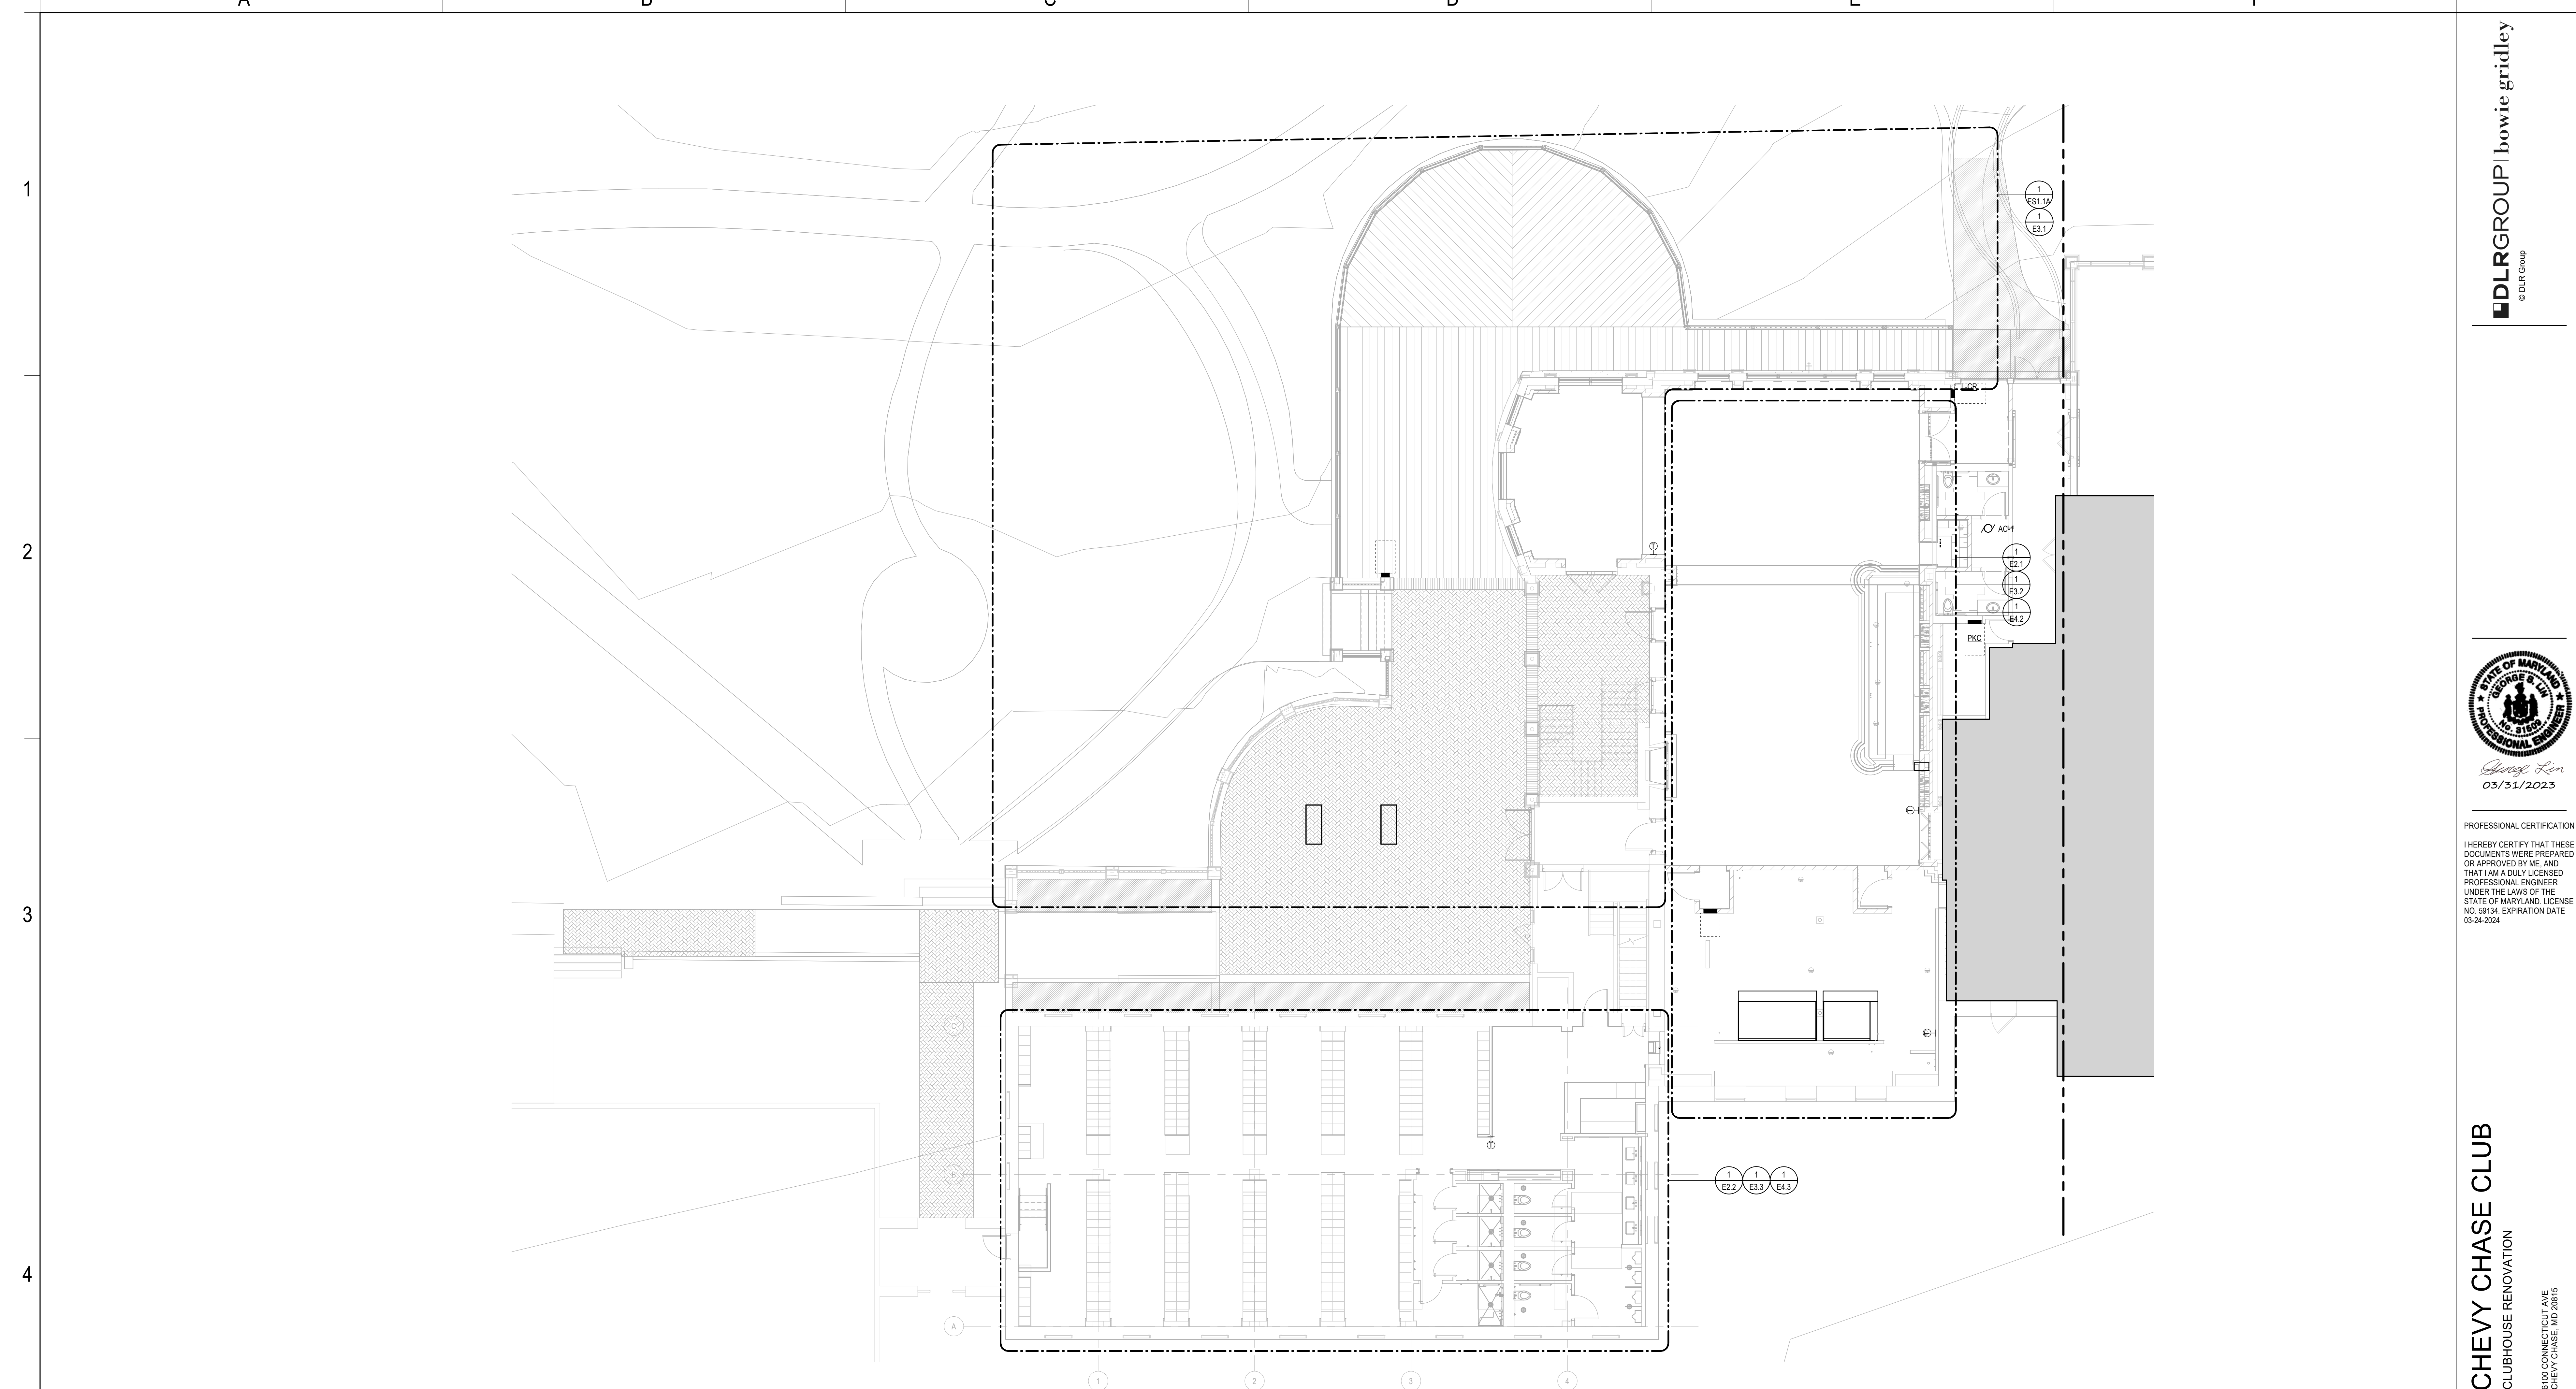 A
B
C
D
E
1
2
3
4
1
ES1.1A
1
E3.1
L-CR
AC-1
1
E2.1
1
E3.2
1
E4.2
PKC
C
B
A
1
E2.2
1
E3.3
1
E4.3
1
2
3
4
DLRGROUP | bowie gridley
© DLR Group
STATE OF MARYLAND
GEORGE B. LIN
No. 31509
PROFESSIONAL ENGINEER
George Lin
03/31/2023
PROFESSIONAL CERTIFICATION
I HEREBY CERTIFY THAT THESE
DOCUMENTS WERE PREPARED
OR APPROVED BY ME, AND
THAT I AM A DULY LICENSED
PROFESSIONAL ENGINEER
UNDER THE LAWS OF THE
STATE OF MARYLAND. LICENSE
NO. 59134. EXPIRATION DATE
03-24-2024
CHEVY CHASE CLUB
CLUBHOUSE RENOVATION
6100 CONNECTICUT AVE
CHEVY CHASE, MD 20815